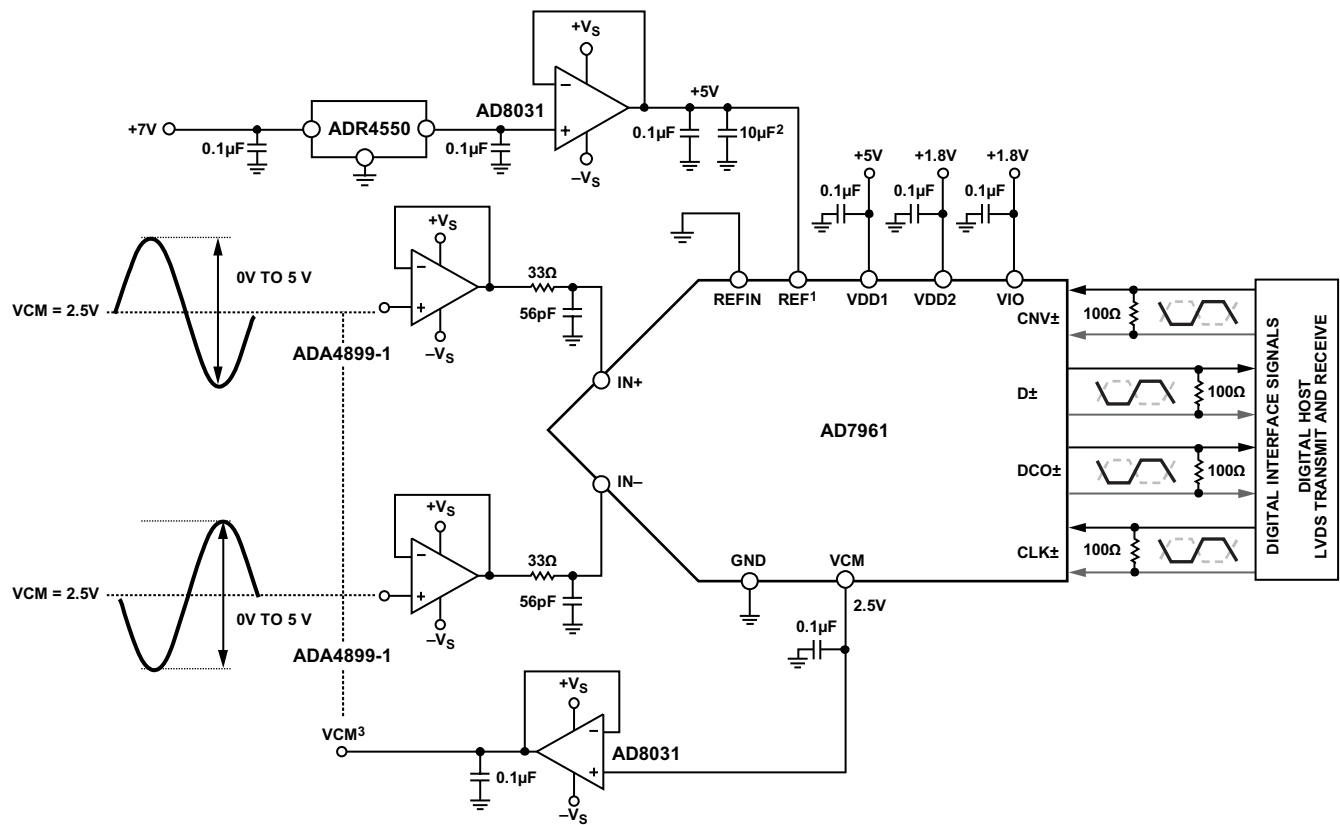 +VS
AD8031
+5V
+7V
ADR4550
0.1µF
0.1µF
0.1µF
10µF2
–VS
+5V
+1.8V
+1.8V
0.1µF
0.1µF
0.1µF
+VS
0V TO 5 V
33Ω
VCM = 2.5V
56pF
ADA4899-1
–VS
REFIN
REF1
VDD1
VDD2
VIO
CNV±
100Ω
IN+
D±
100Ω
AD7961
DCO±
100Ω
IN–
CLK±
100Ω
DIGITAL INTERFACE SIGNALS
DIGITAL HOST
LVDS TRANSMIT AND RECEIVE
+VS
33Ω
VCM = 2.5V
56pF
0V TO 5 V
–VS
ADA4899-1
GND
VCM
2.5V
0.1µF
+VS
VCM3
AD8031
0.1µF
–VS